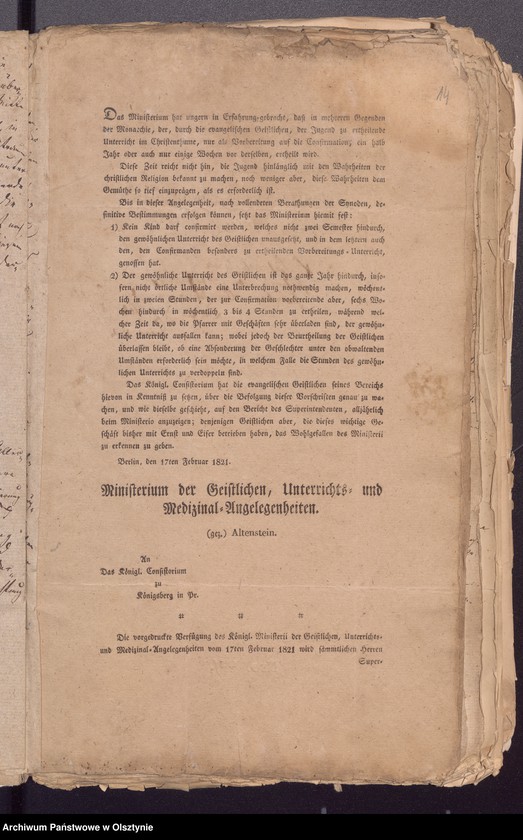 14
Das Ministerium hat ungern in Erfahrung gebracht, daß in mehreren Gegenden
der Monarchie, der, durch die evangelischen Geistlichen, der Jugend zu ertheilende
Unterricht im Christenthume, nur als Vorbereitung auf die Confirmation, ein halb
Jahr oder auch nur einige Wochen vor derselben, ertheilt wird.
Diese Zeit reicht nicht hin, die Jugend hinlänglich mit den Wahrheiten der
christlichen Religion bekannt zu machen, noch weniger aber, diese Wahrheiten dem
Gemüthe so tief einzuprägen, als es erforderlich ist.
Bis in dieser Angelegenheit, nach vollendeten Berathungen der Synoden, de-
finitive Bestimmungen erfolgen können, setzt das Ministerium hiemit fest:
1) Kein Kind darf confirmirt werden, welches nicht zwei Semester hindurch,
den gewöhnlichen Unterricht des Geistlichen unausgesetzt, und in dem letztern auch
den, den Confirmanden besonders zu ertheilenden Vorbereitungs-Unterricht,
genossen hat.
2) Der gewöhnliche Unterricht des Geistlichen ist das ganze Jahr hindurch, inso-
fern nicht örtliche Umstände eine Unterbrechung nothwendig machen, wöchent-
lich in zweien Stunden, der zur Confirmation vorbereitende aber, sechs Wo-
chen hindurch in wöchentlich 3 bis 4 Stunden zu ertheilen, während wel-
cher Zeit da, wo die Pfarrer mit Geschäften sehr überladen sind, der gewöhn-
liche Unterricht ausfallen kann; wobei jedoch der Beurtheilung der Geistlichen
überlassen bleibt, ob eine Absonderung der Geschlechter unter den obwaltenden
Umständen erforderlich sein möchte, in welchem Falle die Stunden des gewöhn-
lichen Unterrichts zu verdoppeln sind.
Das Königl. Consistorium hat die evangelischen Geistlichen seines Bereichs
hievon in Kenntniß zu setzen, über die Befolgung dieser Vorschriften genau zu wa-
chen, und wie dieselbe geschieht, auf den Bericht des Superintendenten, alljährlich
beim Ministerio anzuzeigen; denjenigen Geistlichen aber, die dieses wichtige Ge-
schäft bisher mit Ernst und Eifer betrieben haben, das Wohlgefallen des Ministerii
zu erkennen zu geben.
Berlin, den 17ten Februar 1821.
Ministerium der Geistlichen, Unterrichts- und
Medizinal-Angelegenheiten.
(gez.) Altenstein.
An
Das Königl. Consistorium
zu
Königsberg in Pr.
Die vorgedruckte Verfügung des Königl. Ministerii der Geistlichen, Unterrichts-
und Medizinal-Angelegenheiten vom 17ten Februar 1821 wird sämmtlichen Herren
Super-
Archiwum Państwowe w Olsztynie